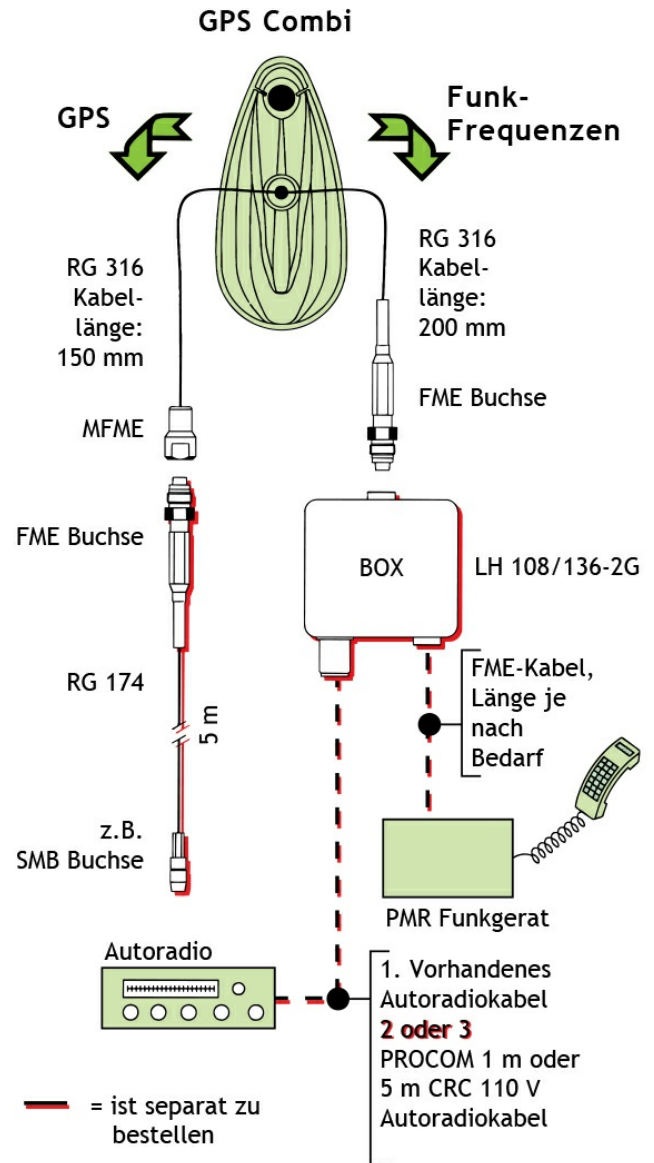 GPS Combi
GPS
Funk-
Frequenzen
RG 316
Kabel-
länge:
150 mm
RG 316
Kabel-
länge:
200 mm
MFME
FME Buchse
FME Buchse
BOX
LH 108/136-2G
RG 174
5 m
FME-Kabel,
Länge je
nach
Bedarf
z.B.
SMB Buchse
PMR Funkgerat
Autoradio
1. Vorhandenes
Autoradiokabel
2 oder 3
PROCOM 1 m oder
5 m CRC 110 V
Autoradiokabel
= ist separat zu
bestellen